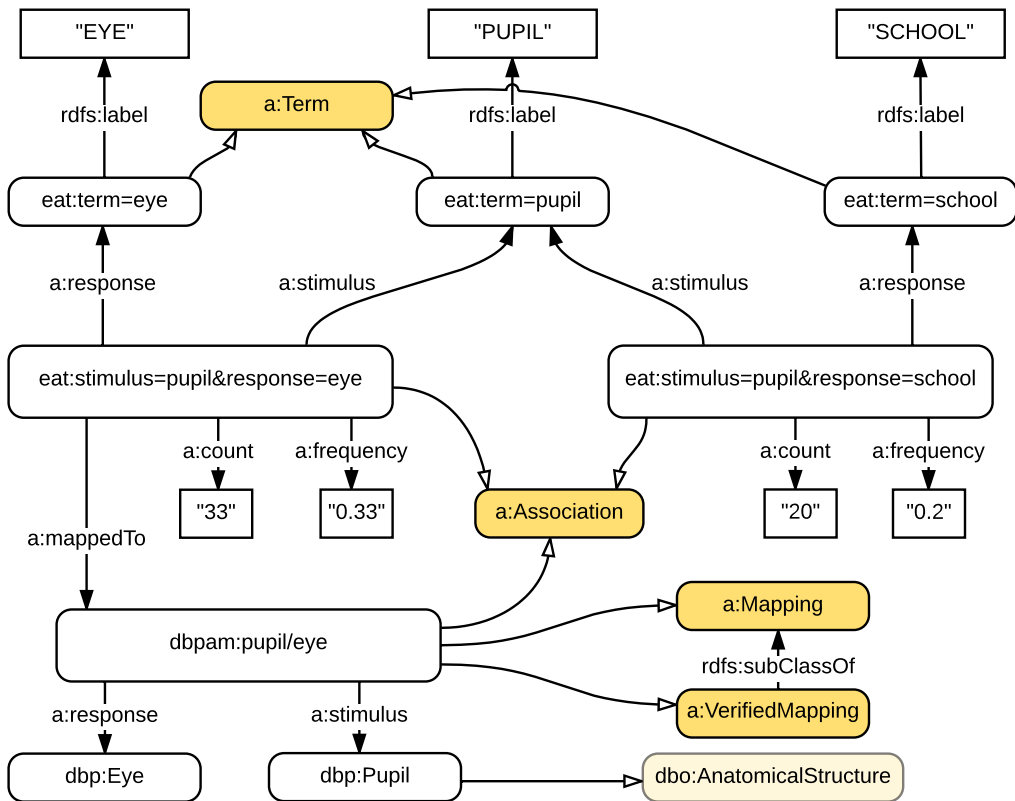 "EYE"
"PUPIL"
"SCHOOL"
a:Term
rdfs:label
rdfs:label
rdfs:label
eat:term=eye
eat:term=pupil
eat:term=school
a:response
a:stimulus
a:stimulus
a:response
eat:stimulus=pupil&response=eye
eat:stimulus=pupil&response=school
a:count
a:frequency
a:count
a:frequency
"33"
"0.33"
a:Association
"20"
"0.2"
a:mappedTo
a:Mapping
dbpam:pupil/eye
rdfs:subClassOf
a:VerifiedMapping
a:response
a:stimulus
dbp:Eye
dbp:Pupil
dbo:AnatomicalStructure